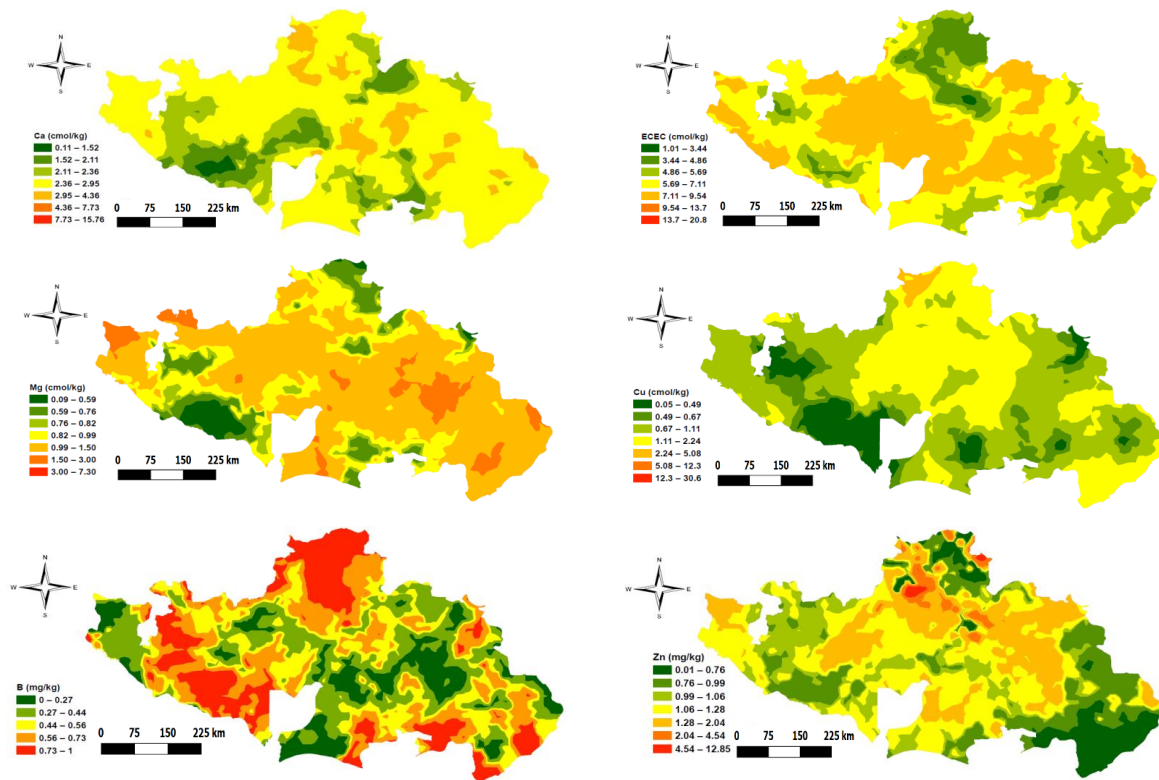 N
W E
S
Ca (cmol/kg)
0.11 – 1.52
1.52 – 2.11
2.11 – 2.36
2.36 – 2.95
2.95 – 4.36
4.36 – 7.73
7.73 – 15.76
0 75 150 225 km
N
W E
S
ECEC (cmol/kg)
1.01 – 3.44
3.44 – 4.86
4.86 – 5.69
5.69 – 7.11
7.11 – 9.54
9.54 – 13.7
13.7 – 20.8
0 75 150 225 km
N
W E
S
Mg (cmol/kg)
0.09 – 0.59
0.59 – 0.76
0.76 – 0.82
0.82 – 0.99
0.99 – 1.50
1.50 – 3.00
3.00 – 7.30
0 75 150 225 km
N
W E
S
Cu (cmol/kg)
0.05 – 0.49
0.49 – 0.67
0.67 – 1.11
1.11 – 2.24
2.24 – 5.08
5.08 – 12.3
12.3 – 30.6
0 75 150 225 km
N
W E
S
B (mg/kg)
0 – 0.27
0.27 – 0.44
0.44 – 0.56
0.56 – 0.73
0.73 – 1
0 75 150 225 km
N
W E
S
Zn (mg/kg)
0.01 – 0.76
0.76 – 0.99
0.99 – 1.06
1.06 – 1.28
1.28 – 2.04
2.04 – 4.54
4.54 – 12.85
0 75 150 225 km